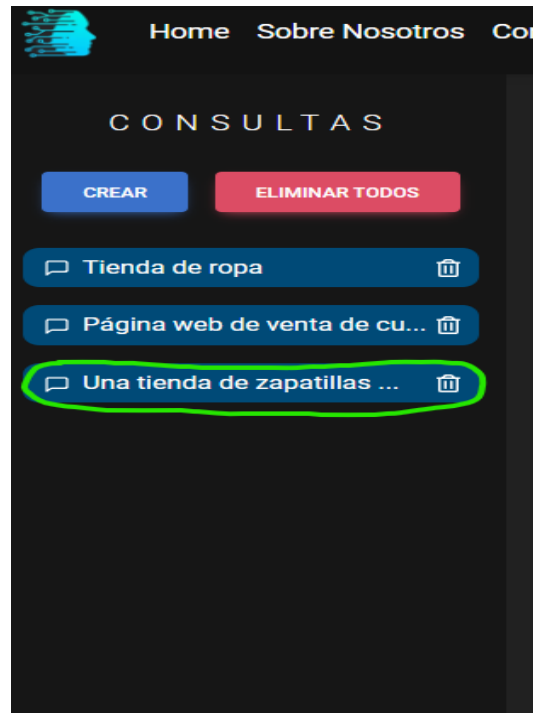 Home Sobre Nosotros
CONSULTAS
CREAR ELIMINAR TODOS
Tienda de ropa
Página web de venta de cu...
Una tienda de zapatillas ...